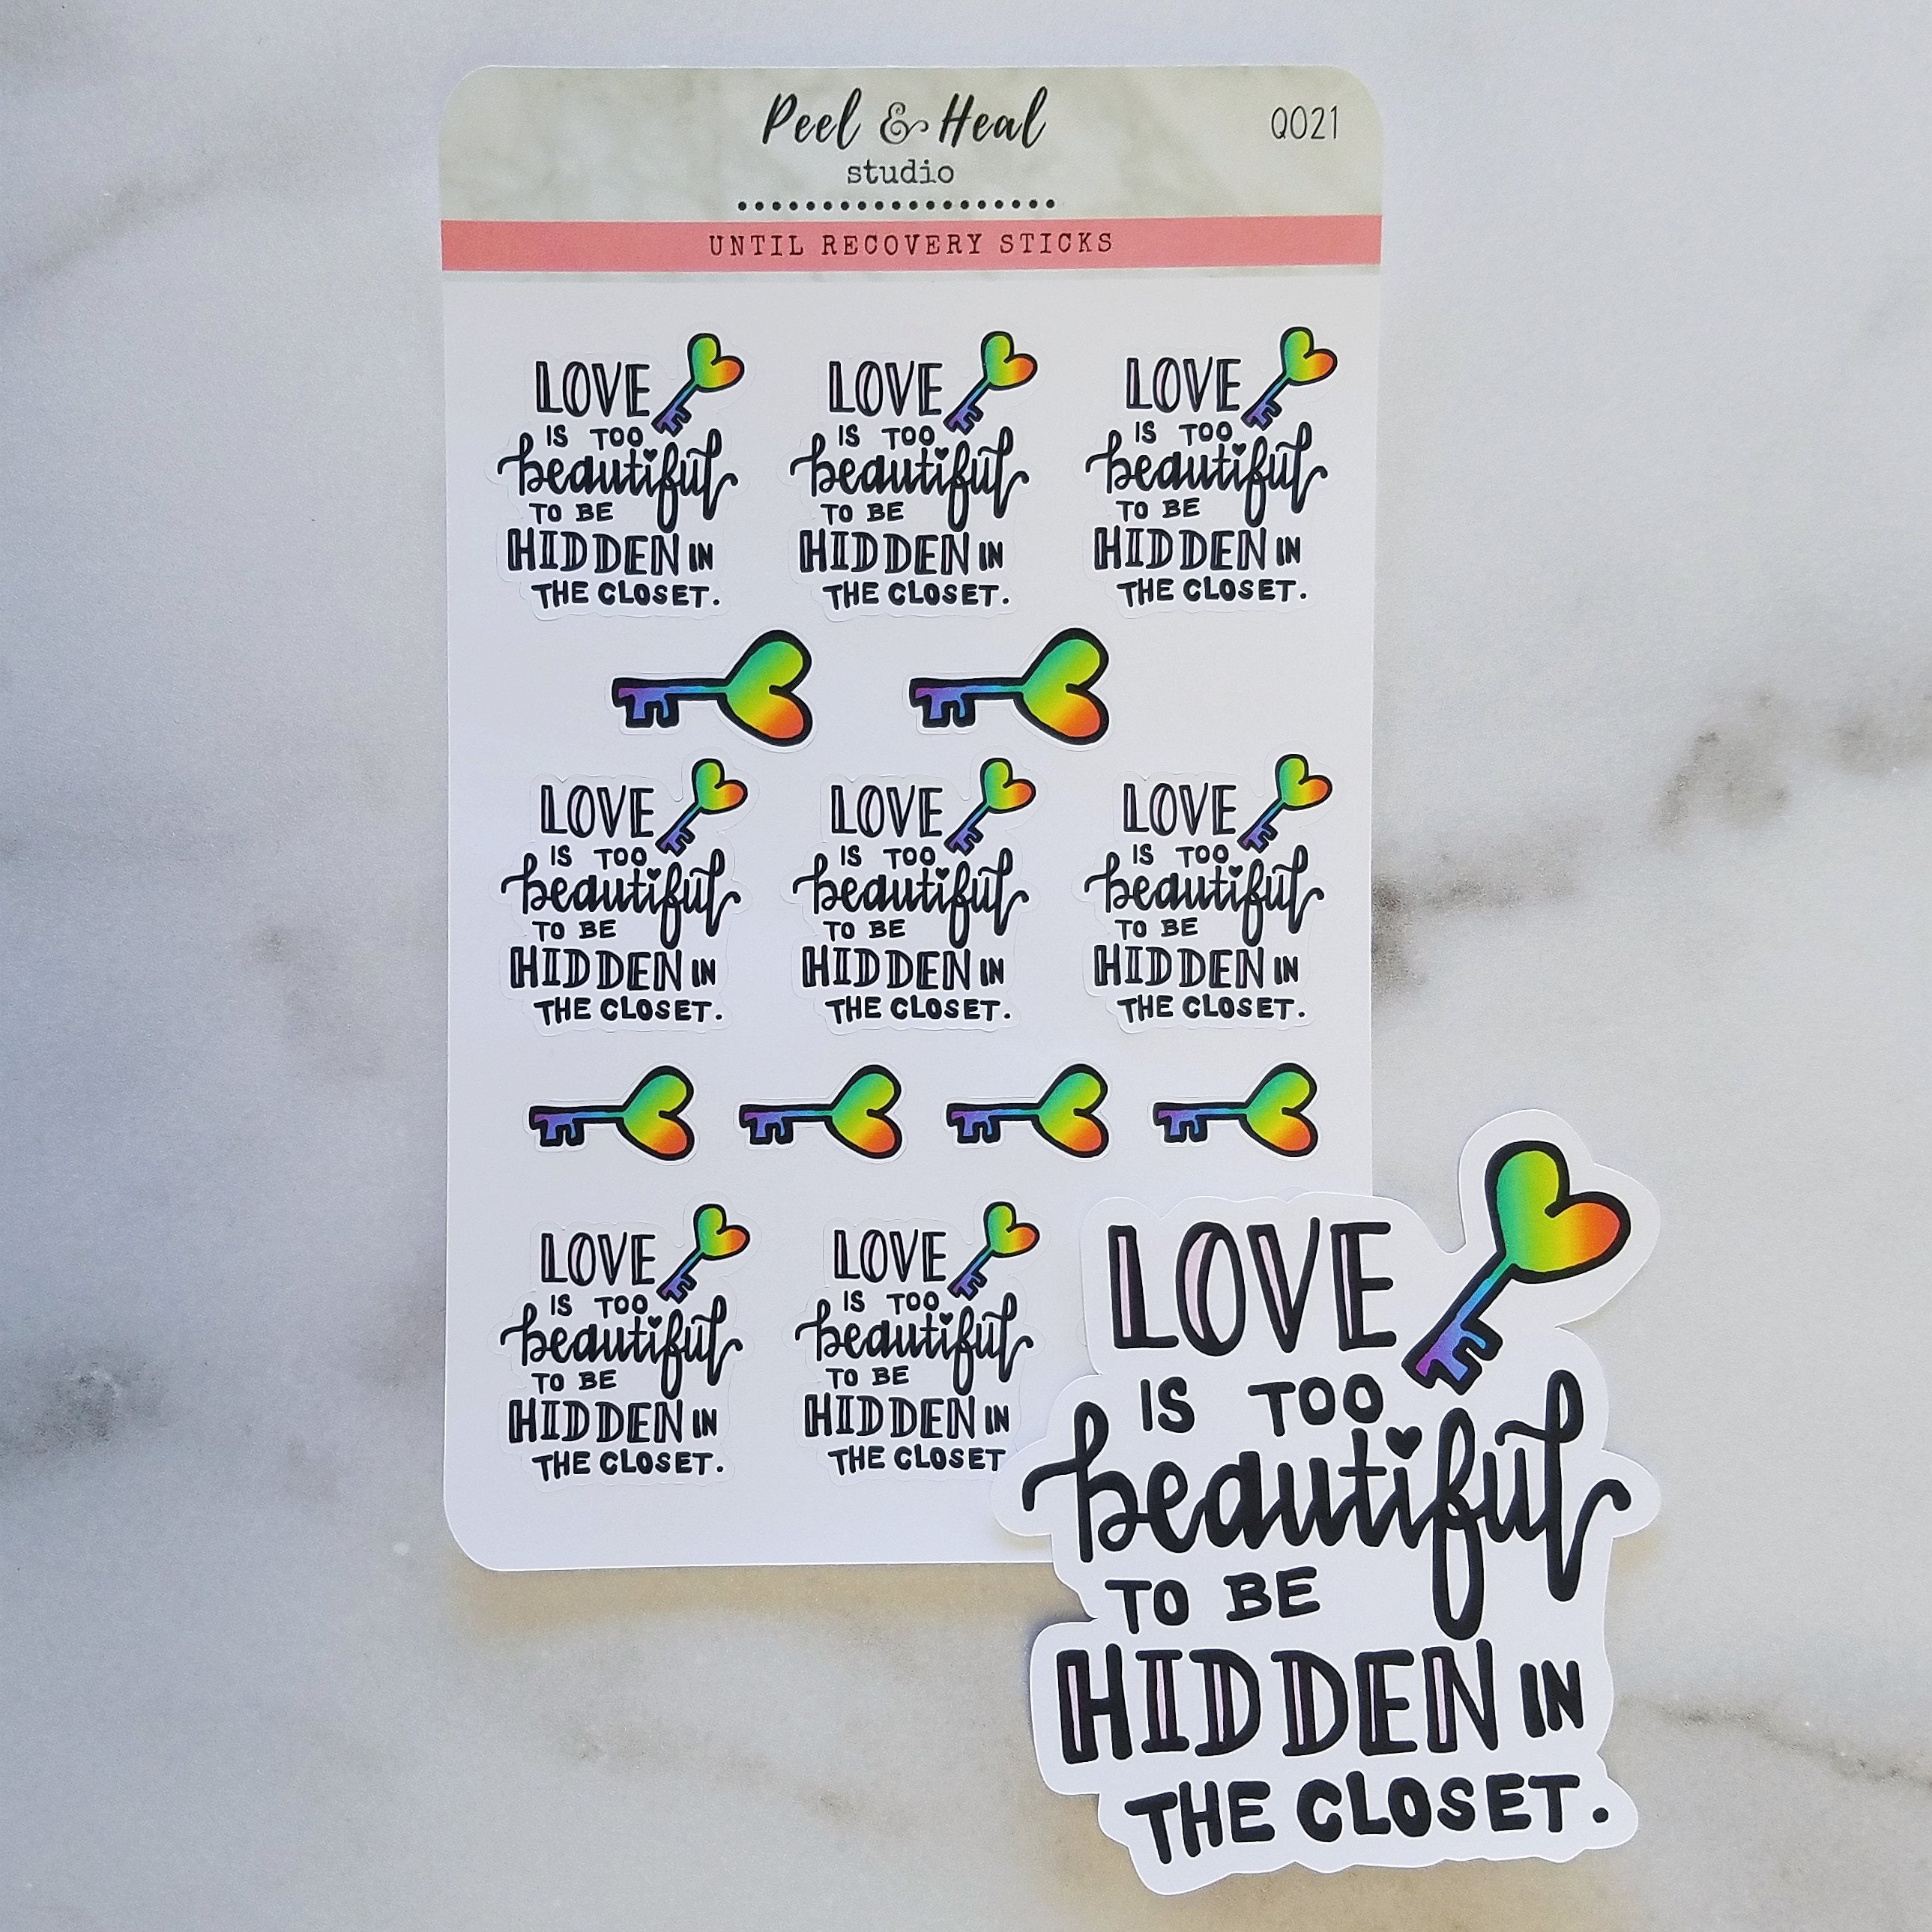 Peel & Heal
Q021
studio
UNTIL RECOVERY STICKS
LOVE
IS TOO
beautiful
TO BE
HIDDEN IN
THE CLOSET.
LOVE
IS TOO
beautiful
TO BE
HIDDEN IN
THE CLOSET.
LOVE
IS TOO
beautiful
TO BE
HIDDEN IN
THE CLOSET.
LOVE
IS TOO
beautiful
TO BE
HIDDEN IN
THE CLOSET.
LOVE
IS TOO
beautiful
TO BE
HIDDEN IN
THE CLOSET.
LOVE
IS TOO
beautiful
TO BE
HIDDEN IN
THE CLOSET.
LOVE
IS TOO
beautiful
TO BE
HIDDEN IN
THE CLOSET.
LOVE
IS TOO
beautiful
TO BE
HIDDEN IN
THE CLOSET
LOVE
IS TOO
beautiful
TO BE
HIDDEN IN
THE CLOSET.